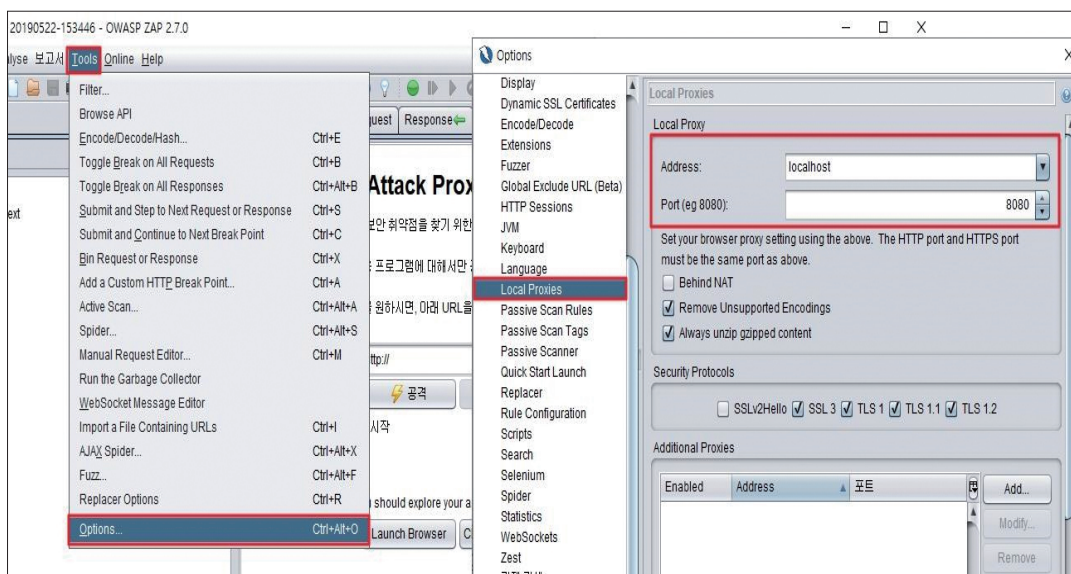 20190522-153446 - OWASP ZAP 2.7.0
alyse 보고서 Tools Online Help
Filter...
Browse API
Encode/Decode/Hash... Ctrl+E
Toggle Break on All Requests Ctrl+B
Toggle Break on All Responses Ctrl+Alt+B
Submit and Step to Next Request or Response Ctrl+S
Submit and Continue to Next Break Point Ctrl+C
Bin Request or Response Ctrl+X
Add a Custom HTTP Break Point... Ctrl+A
Active Scan... Ctrl+Alt+A
Spider... Ctrl+Alt+S
Manual Request Editor... Ctrl+M
Run the Garbage Collector
WebSocket Message Editor
Import a File Containing URLs Ctrl+I
AJAX Spider... Ctrl+Alt+X
Fuzz... Ctrl+Alt+F
Replacer Options Ctrl+R
Options... Ctrl+Alt+O
ext
quest Response
Attack Prox
보안 취약점을 찾기 위한
프로그램에 대해서만
원하시면, 아래 URL을
ttp://
공격
시작
should explore your a
Launch Browser
Options
Display
Dynamic SSL Certificates
Encode/Decode
Extensions
Fuzzer
Global Exclude URL (Beta)
HTTP Sessions
JVM
Keyboard
Language
Local Proxies
Passive Scan Rules
Passive Scan Tags
Passive Scanner
Quick Start Launch
Replacer
Rule Configuration
Scripts
Search
Selenium
Spider
Statistics
WebSockets
Zest
Local Proxies
Local Proxy
Address: localhost
Port (eg 8080): 8080
Set your browser proxy setting using the above. The HTTP port and HTTPS port
must be the same port as above.
Behind NAT
Remove Unsupported Encodings
Always unzip gzipped content
Security Protocols
SSLv2Hello SSL 3 TLS 1 TLS 1.1 TLS 1.2
Additional Proxies
Enabled Address 포트
Add...
Modify...
Remove